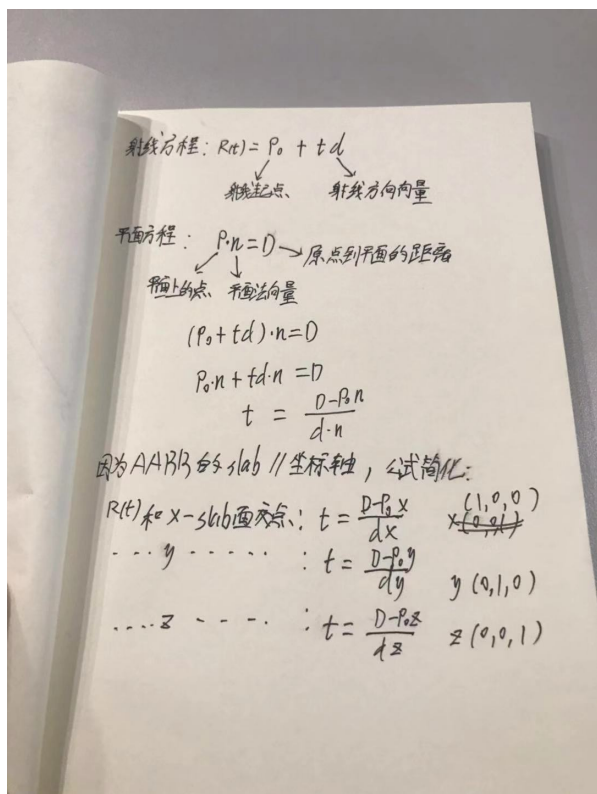 射线方程: R(t) = P₀ + td
射线起点 射线方向向量
平面方程: P·n = D → 原点到平面的距离
平面上的点 平面法向量
(P₀+td)·n=D
P₀·n + td·n = D
t = \frac{D-P₀n}{d·n}
因为AABB的slab // 坐标轴, 公式简化:
R(t)和X-slab面交点: t = \frac{D-P₀x}{dx} x (1,0,0)
...y.....: t = \frac{D-P₀y}{dy} y (0,1,0)
....z....: t = \frac{D-P₀z}{dz} z (0,0,1)